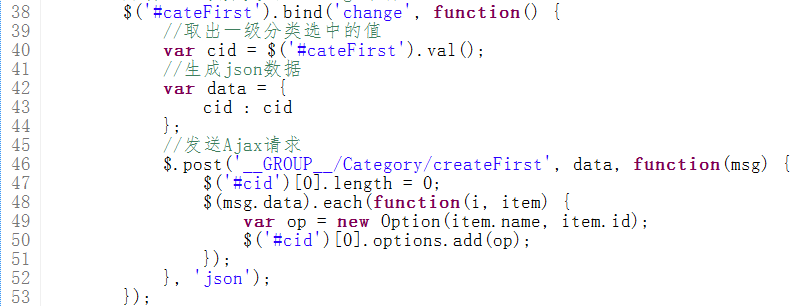 38 $('#cateFirst').bind('change', function() {
39 //取出一级分类选中的值
40 var cid = $('#cateFirst').val();
41 //生成json数据
42 var data = {
43 cid : cid
44 };
45 //发送Ajax请求
46 $.post('__GROUP__/Category/createFirst', data, function(msg) {
47 $('#cid')[0].length = 0;
48 $(msg.data).each(function(i, item) {
49 var op = new Option(item.name, item.id);
50 $('#cid')[0].options.add(op);
51 });
52 }, 'json');
53 });